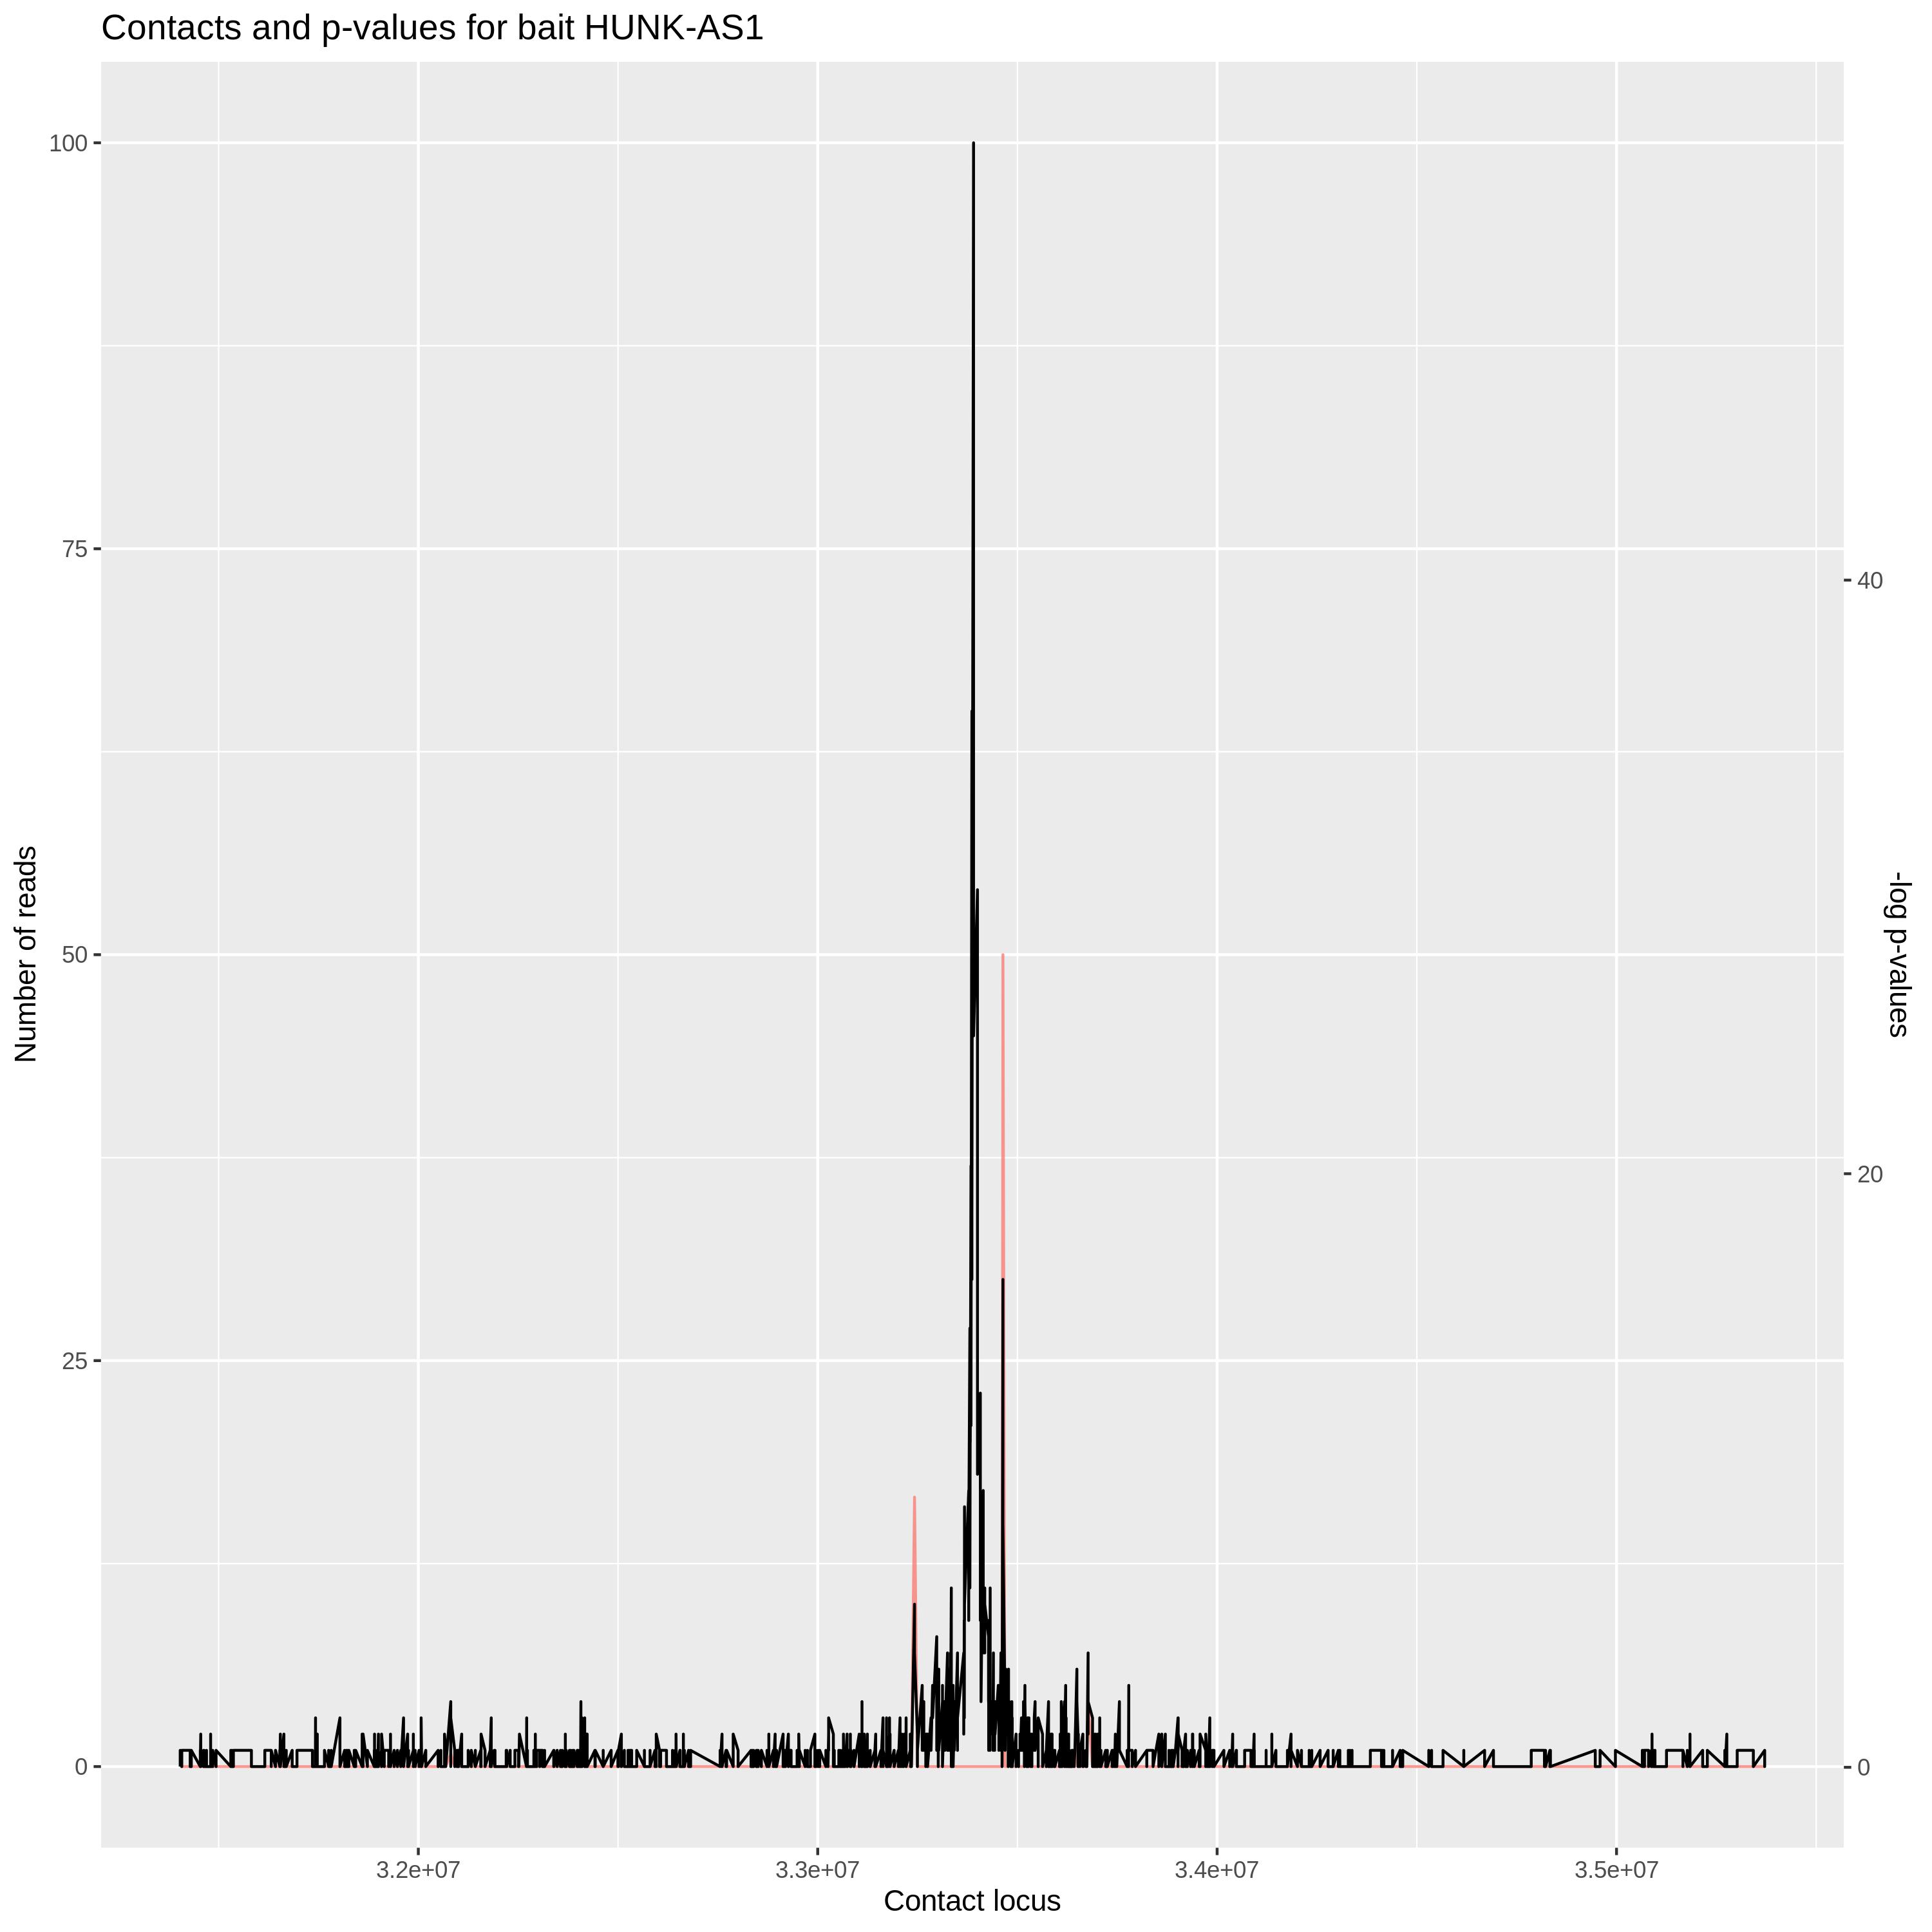 Contacts and p-values for bait HUNK-AS1
100
75
50
25
0
Number of reads
40
20
0
-log p-values
3.2e+07
3.3e+07
3.4e+07
3.5e+07
Contact locus